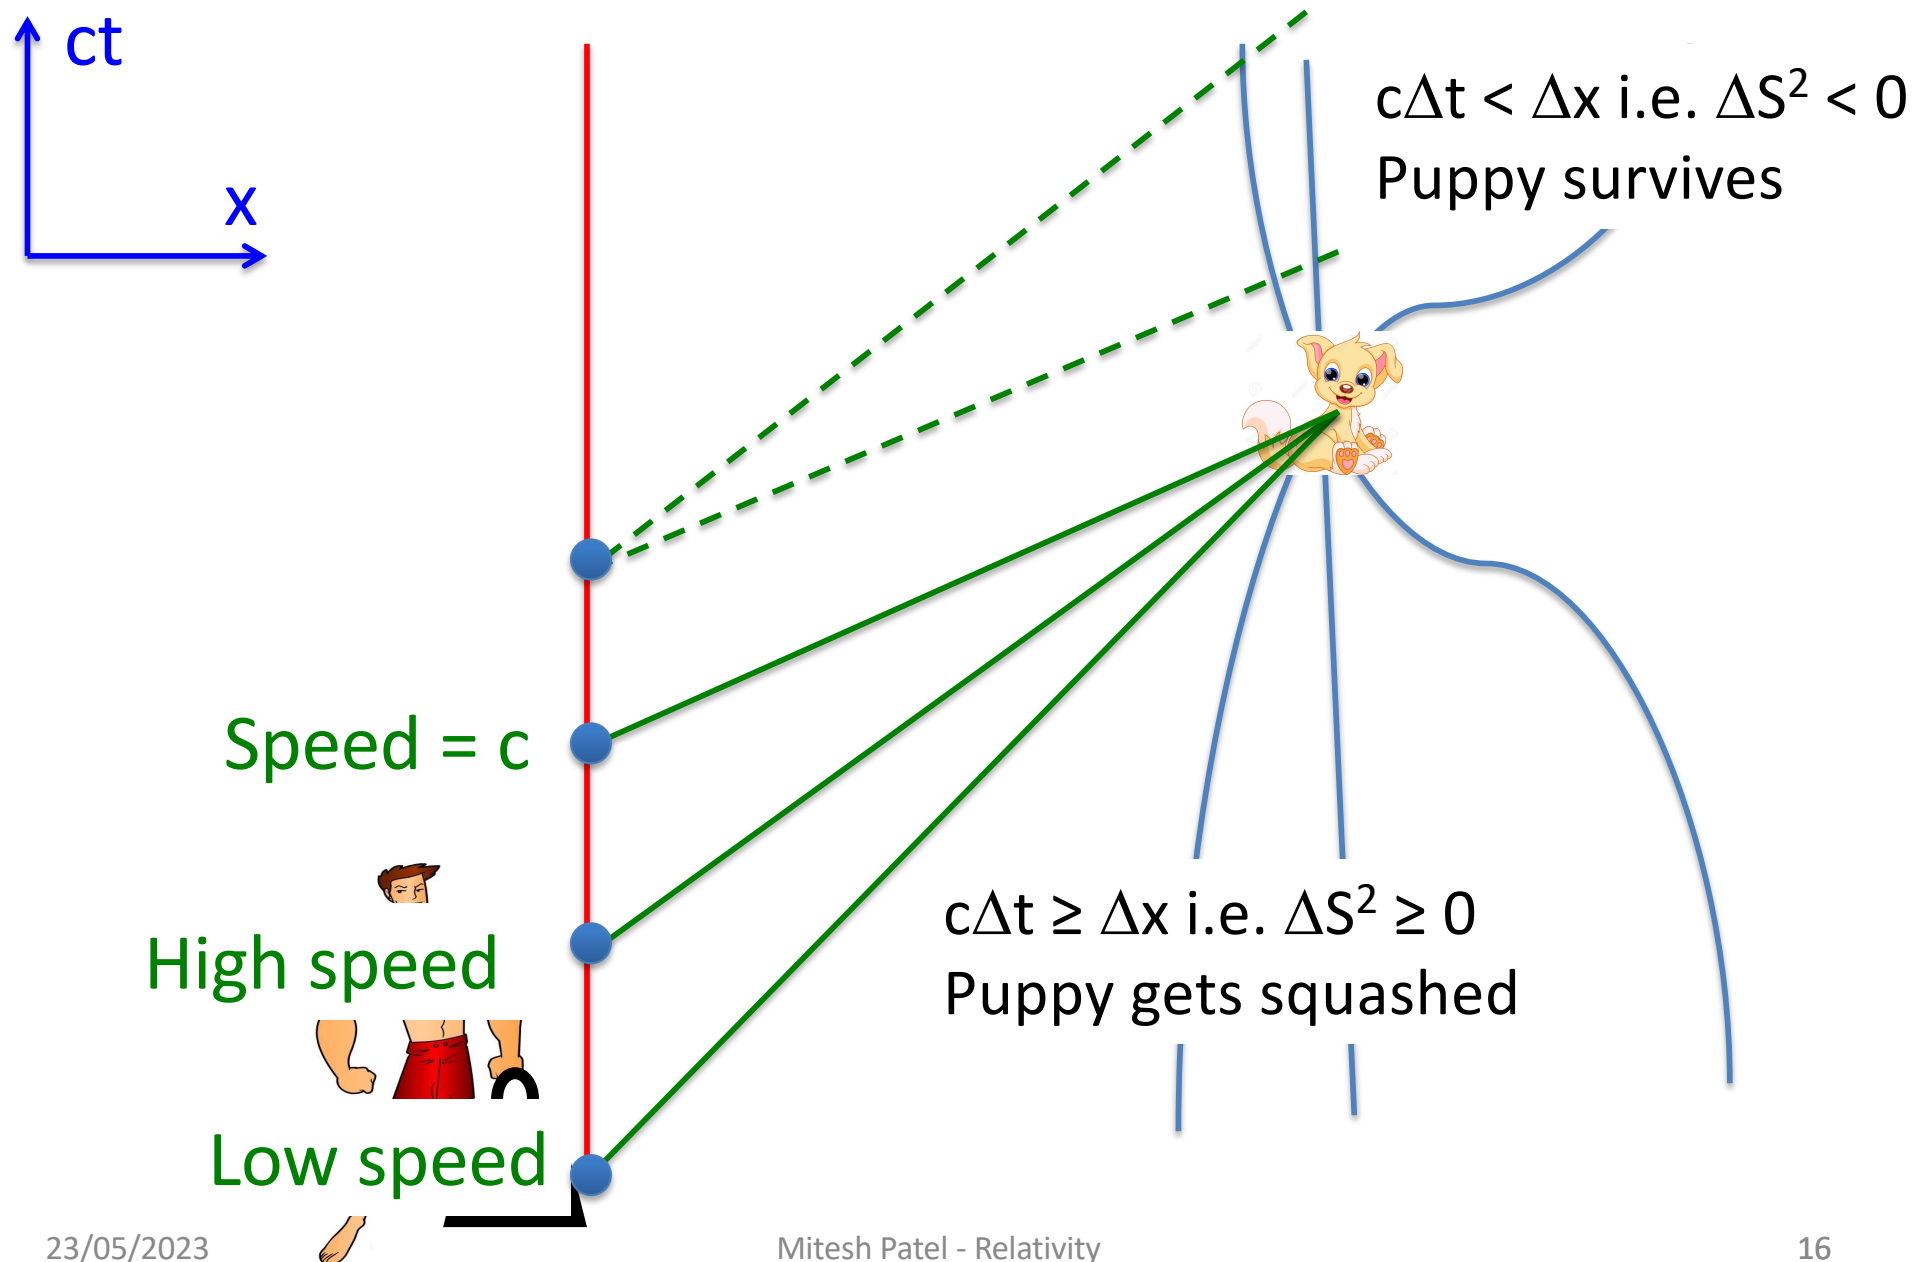 ct
x
cΔt < Δx i.e. ΔS² < 0
Puppy survives
Speed = c
High speed
cΔt ≥ Δx i.e. ΔS² ≥ 0
Puppy gets squashed
Low speed
23/05/2023
Mitesh Patel - Relativity
16